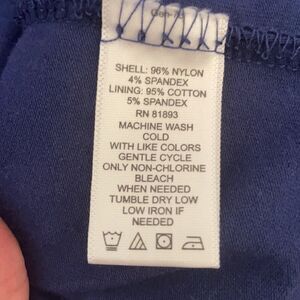 SHELL: 96% NYLON
4% SPANDEX
LINING: 95% COTTON
5% SPANDEX
RN 81893
MACHINE WASH
COLD
WITH LIKE COLORS
GENTLE CYCLE
ONLY NON-CHLORINE
BLEACH
WHEN NEEDED
TUMBLE DRY LOW
LOW IRON IF
NEEDED